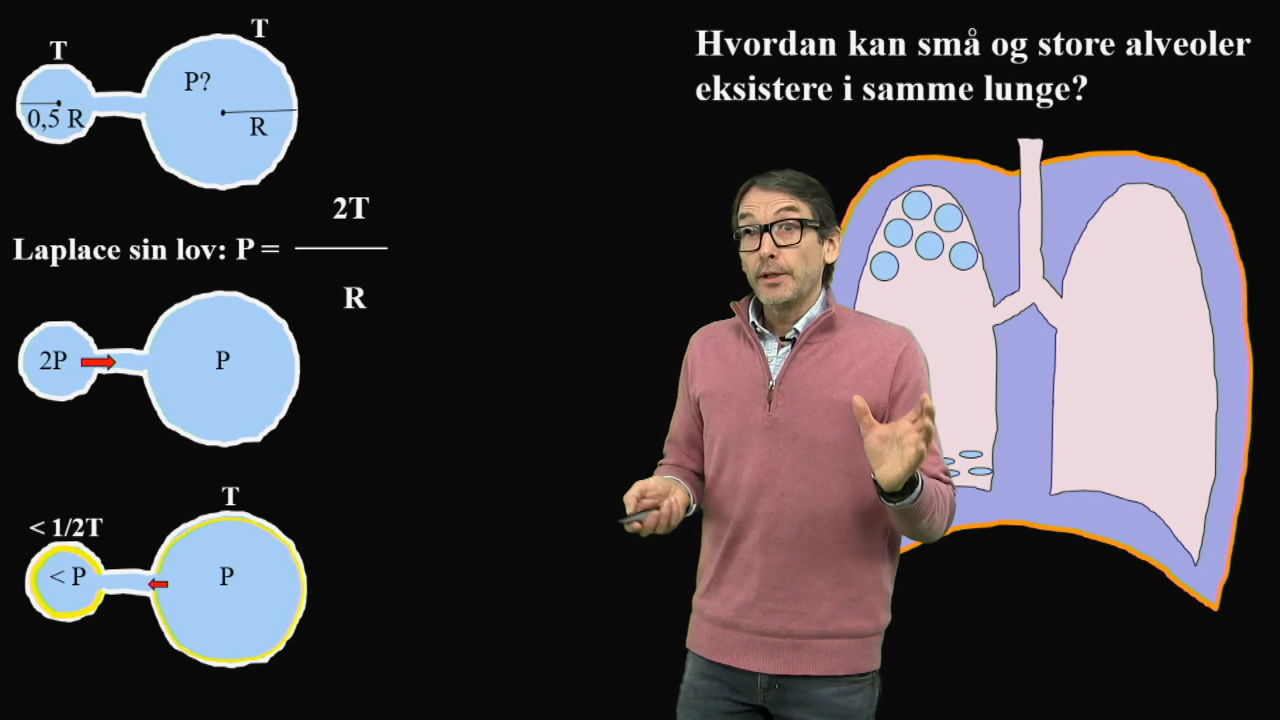 Hvordan kan små og store alveoler
eksistere i samme lunge?
T
T
P?
0,5 R
R
2T
Laplace sin lov: P =
R
2P
P
T
< 1/2T
< P
P